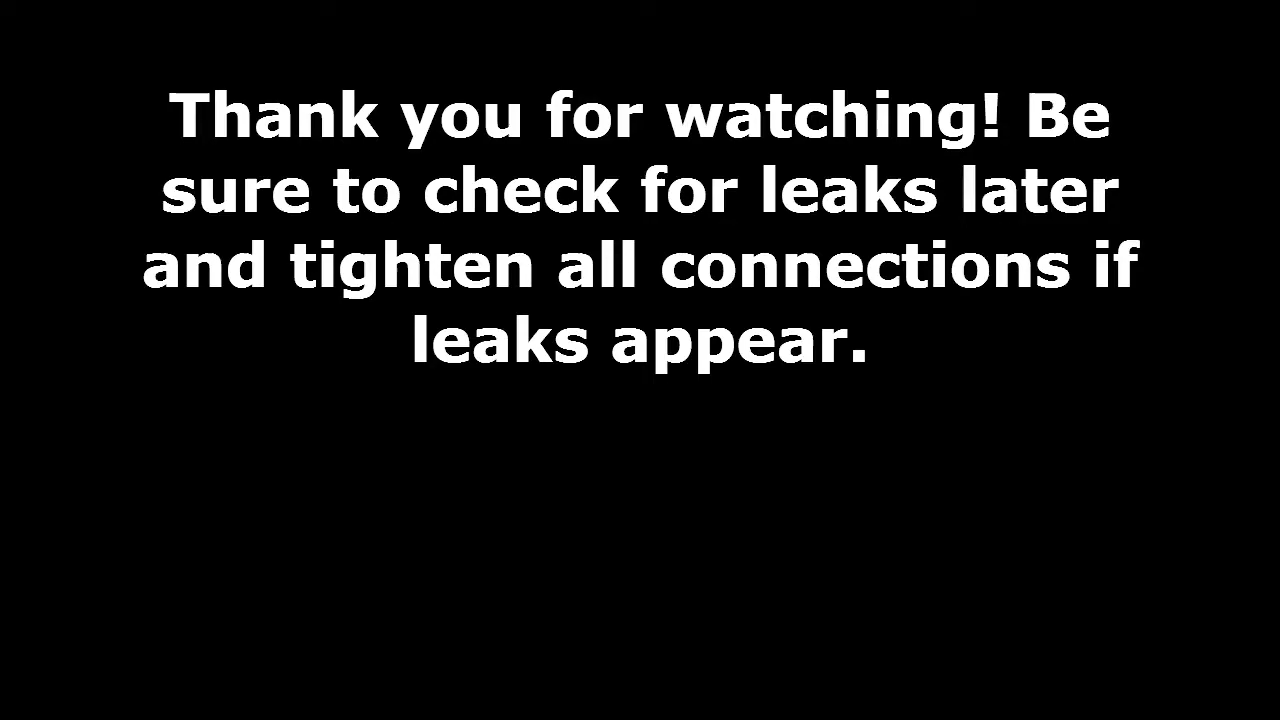 Thank you for watching! Be
sure to check for leaks later
and tighten all connections if
leaks appear.